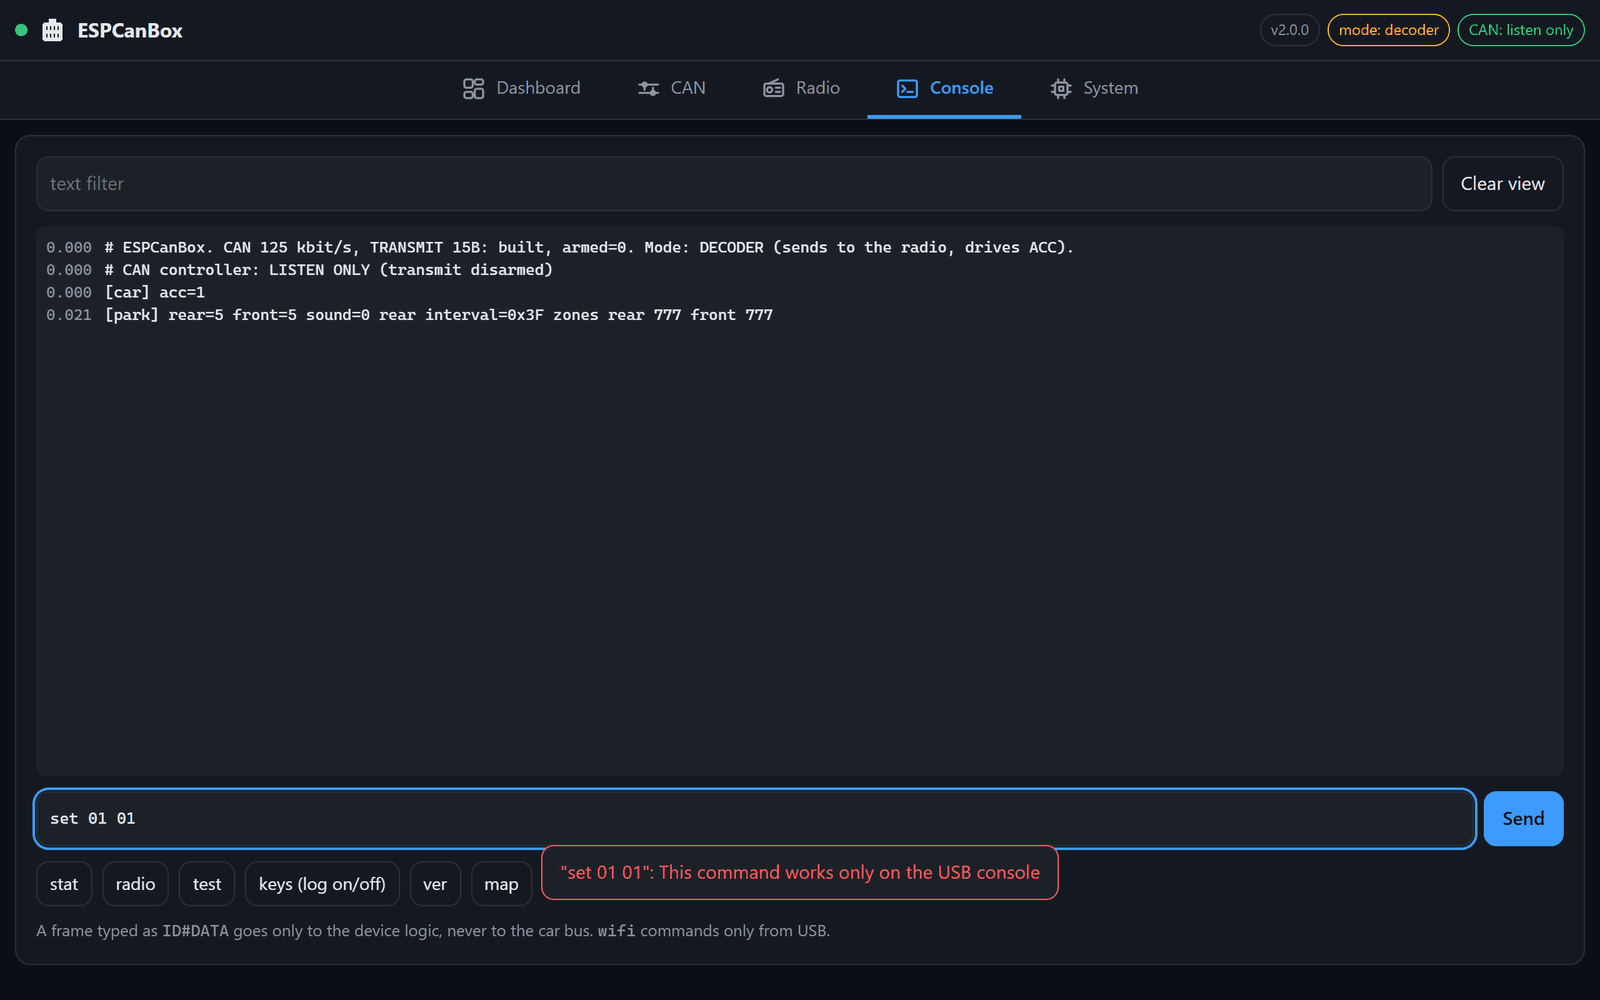 ESPCanBox
v2.0.0
mode: decoder
CAN: listen only
Dashboard
CAN
Radio
Console
System
text filter
Clear view
0.000 # ESPCanBox. CAN 125 kbit/s, TRANSMIT 15B: built, armed=0. Mode: DECODER (sends to the radio, drives ACC).
0.000 # CAN controller: LISTEN ONLY (transmit disarmed)
0.000 [car] acc=1
0.021 [park] rear=5 front=5 sound=0 rear interval=0x3F zones rear 777 front 777
set 01 01
Send
stat
radio
test
keys (log on/off)
ver
map
"set 01 01": This command works only on the USB console
A frame typed as ID#DATA goes only to the device logic, never to the car bus. wifi commands only from USB.